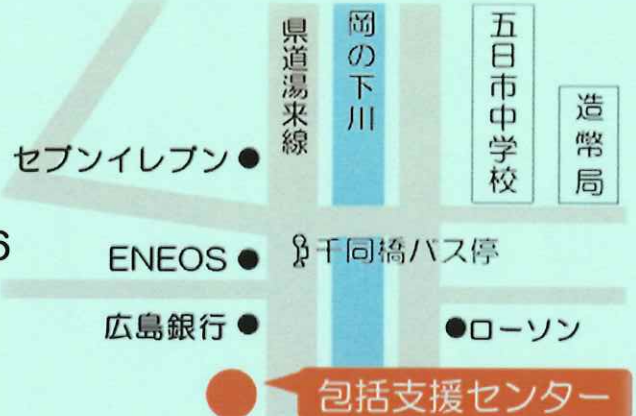 県道湯来線
岡の下川
五日市中学校
造幣局
セブンイレブン
6
ENEOS
千同橋バス停
広島銀行
ローソン
包括支援センター